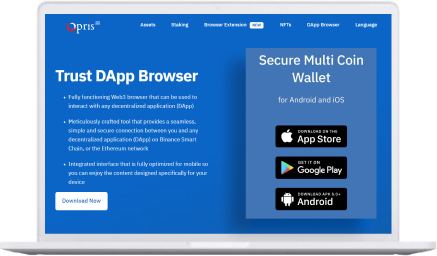 Opris
Assets
Staking
Browser Extension NEW
NFTs
DApp Browser
Language
Trust DApp Browser
• Fully functioning Web3 browser that can be used to
interact with any decentralized application (DApp)
• Meticulously crafted tool that provides a seamless,
simple and secure connection between you and any
decentralized application (DApp) on Binance Smart
Chain, or the Ethereum network
• Integrated interface that is fully optimized for mobile so
you can enjoy the content designed specifically for your
device
Download Now
Secure Multi Coin
Wallet
for Android and iOS
DOWNLOAD ON THE
App Store
GET IT ON
Google Play
DOWNLOAD APK 5.0+
Android